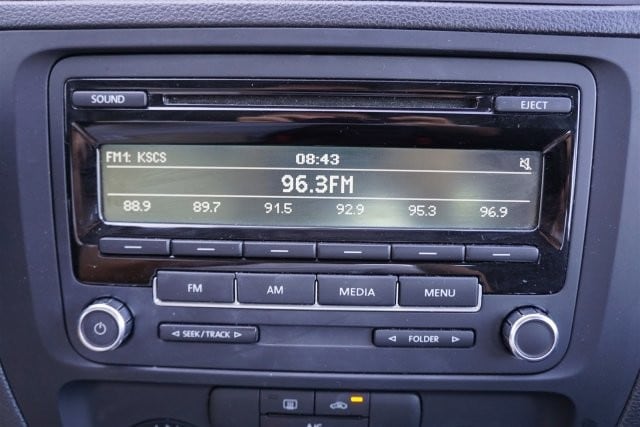 SOUND EJECT
FM1: KSCS 08:43
96.3FM
88.9 89.7 91.5 92.9 95.3 96.9
FM AM MEDIA MENU
SEEK/TRACK FOLDER